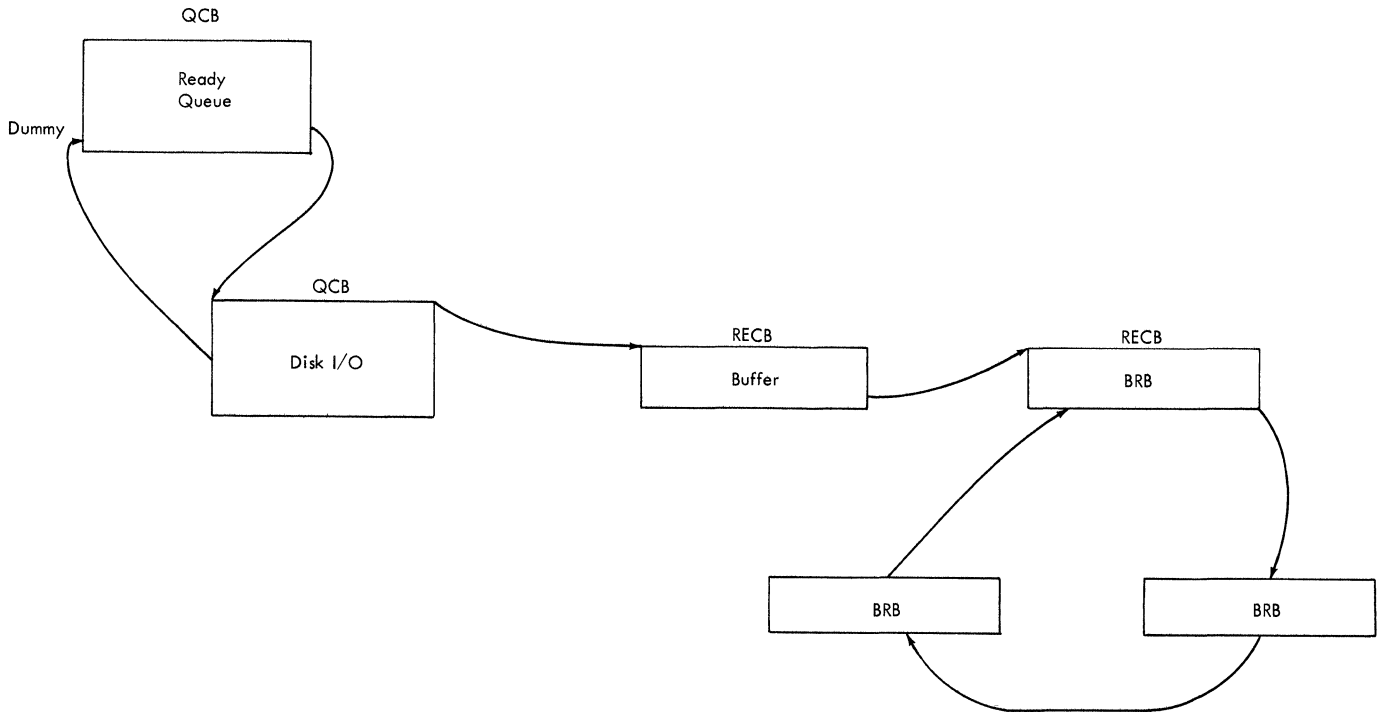 QCB
Ready
Queue
Dummy
QCB
Disk I/O
RECB
Buffer
RECB
BRB
BRB
BRB